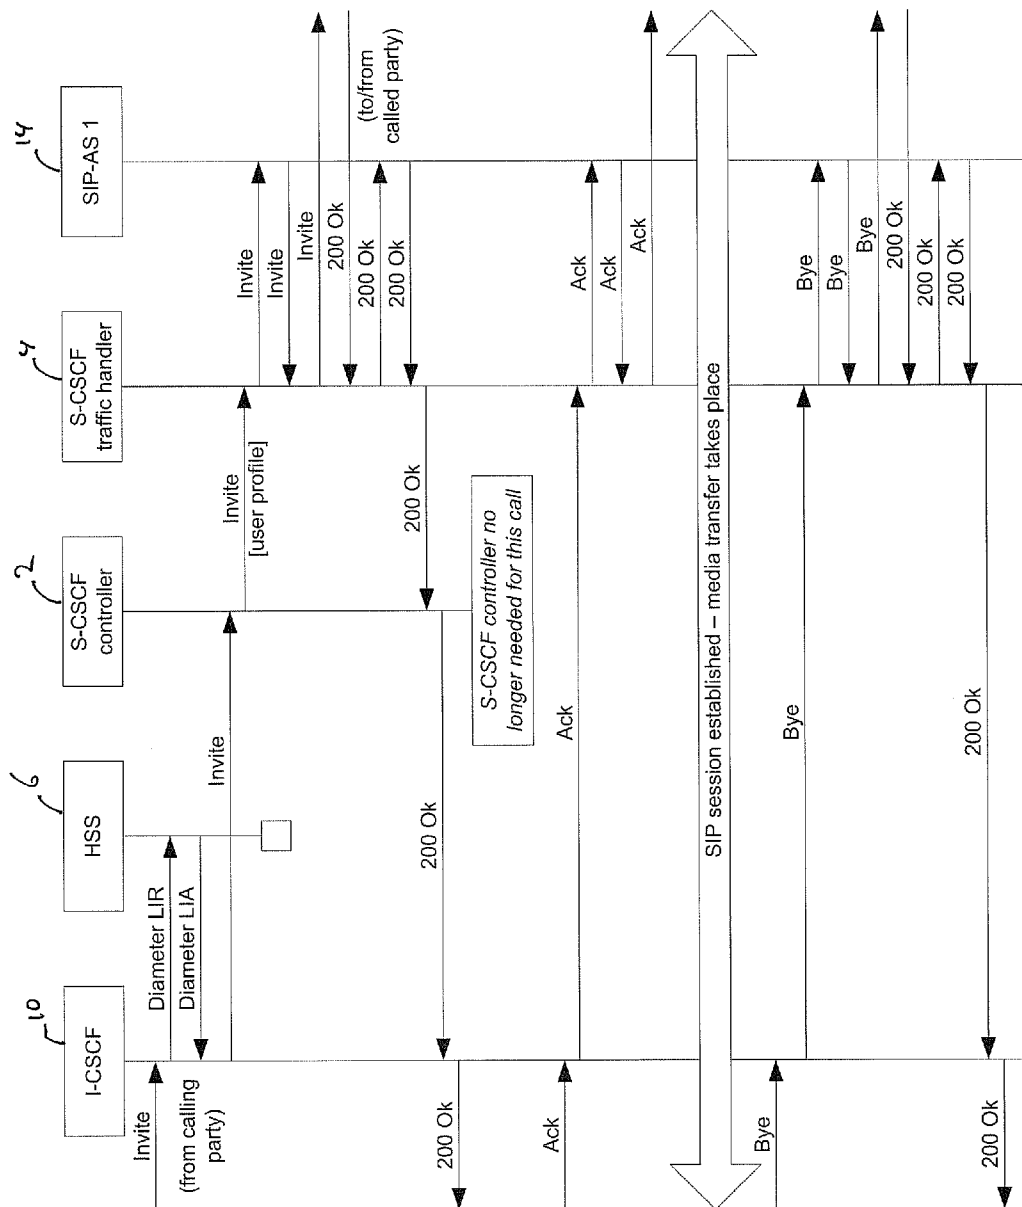 10
I-CSCF
6
HSS
2
S-CSCF
controller
4
S-CSCF
traffic handler
14
SIP-AS 1
Invite
(from calling
party)
Diameter LIR
Diameter LIA
Invite
Invite
[user profile]
Invite
Invite
Invite
200 Ok
(to/from
called party)
200 Ok
200 Ok
200 Ok
200 Ok
200 Ok
S-CSCF controller no
longer needed for this call
Ack
Ack
Ack
Ack
Ack
SIP session established – media transfer takes place
Bye
Bye
Bye
Bye
Bye
200 Ok
200 Ok
200 Ok
200 Ok
200 Ok